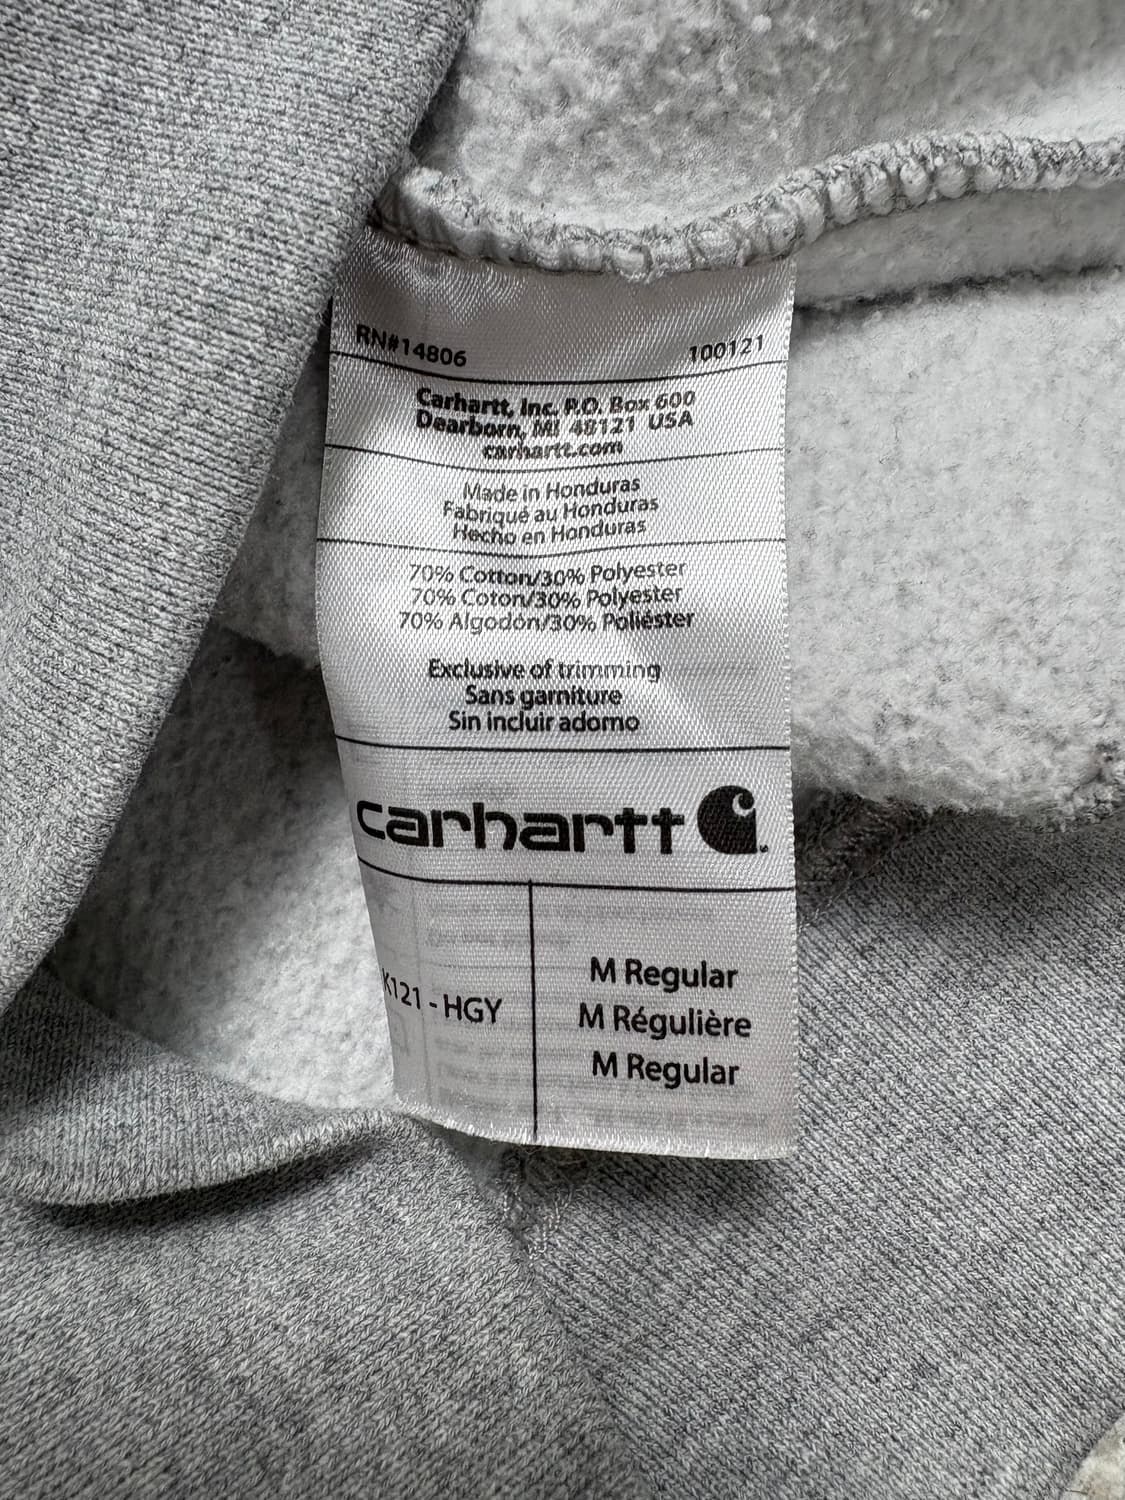 RN#14806 100121
Carhartt, Inc. P.O. Box 600
Dearborn, MI 48121 USA
carhartt.com
Made in Honduras
Fabriqué au Honduras
Hecho en Honduras
70% Cotton/30% Polyester
70% Coton/30% Polyester
70% Algodón/30% Poliéster
Exclusive of trimming
Sans garniture
Sin incluir adorno
carhartt
K121 - HGY
M Regular
M Régulière
M Regular